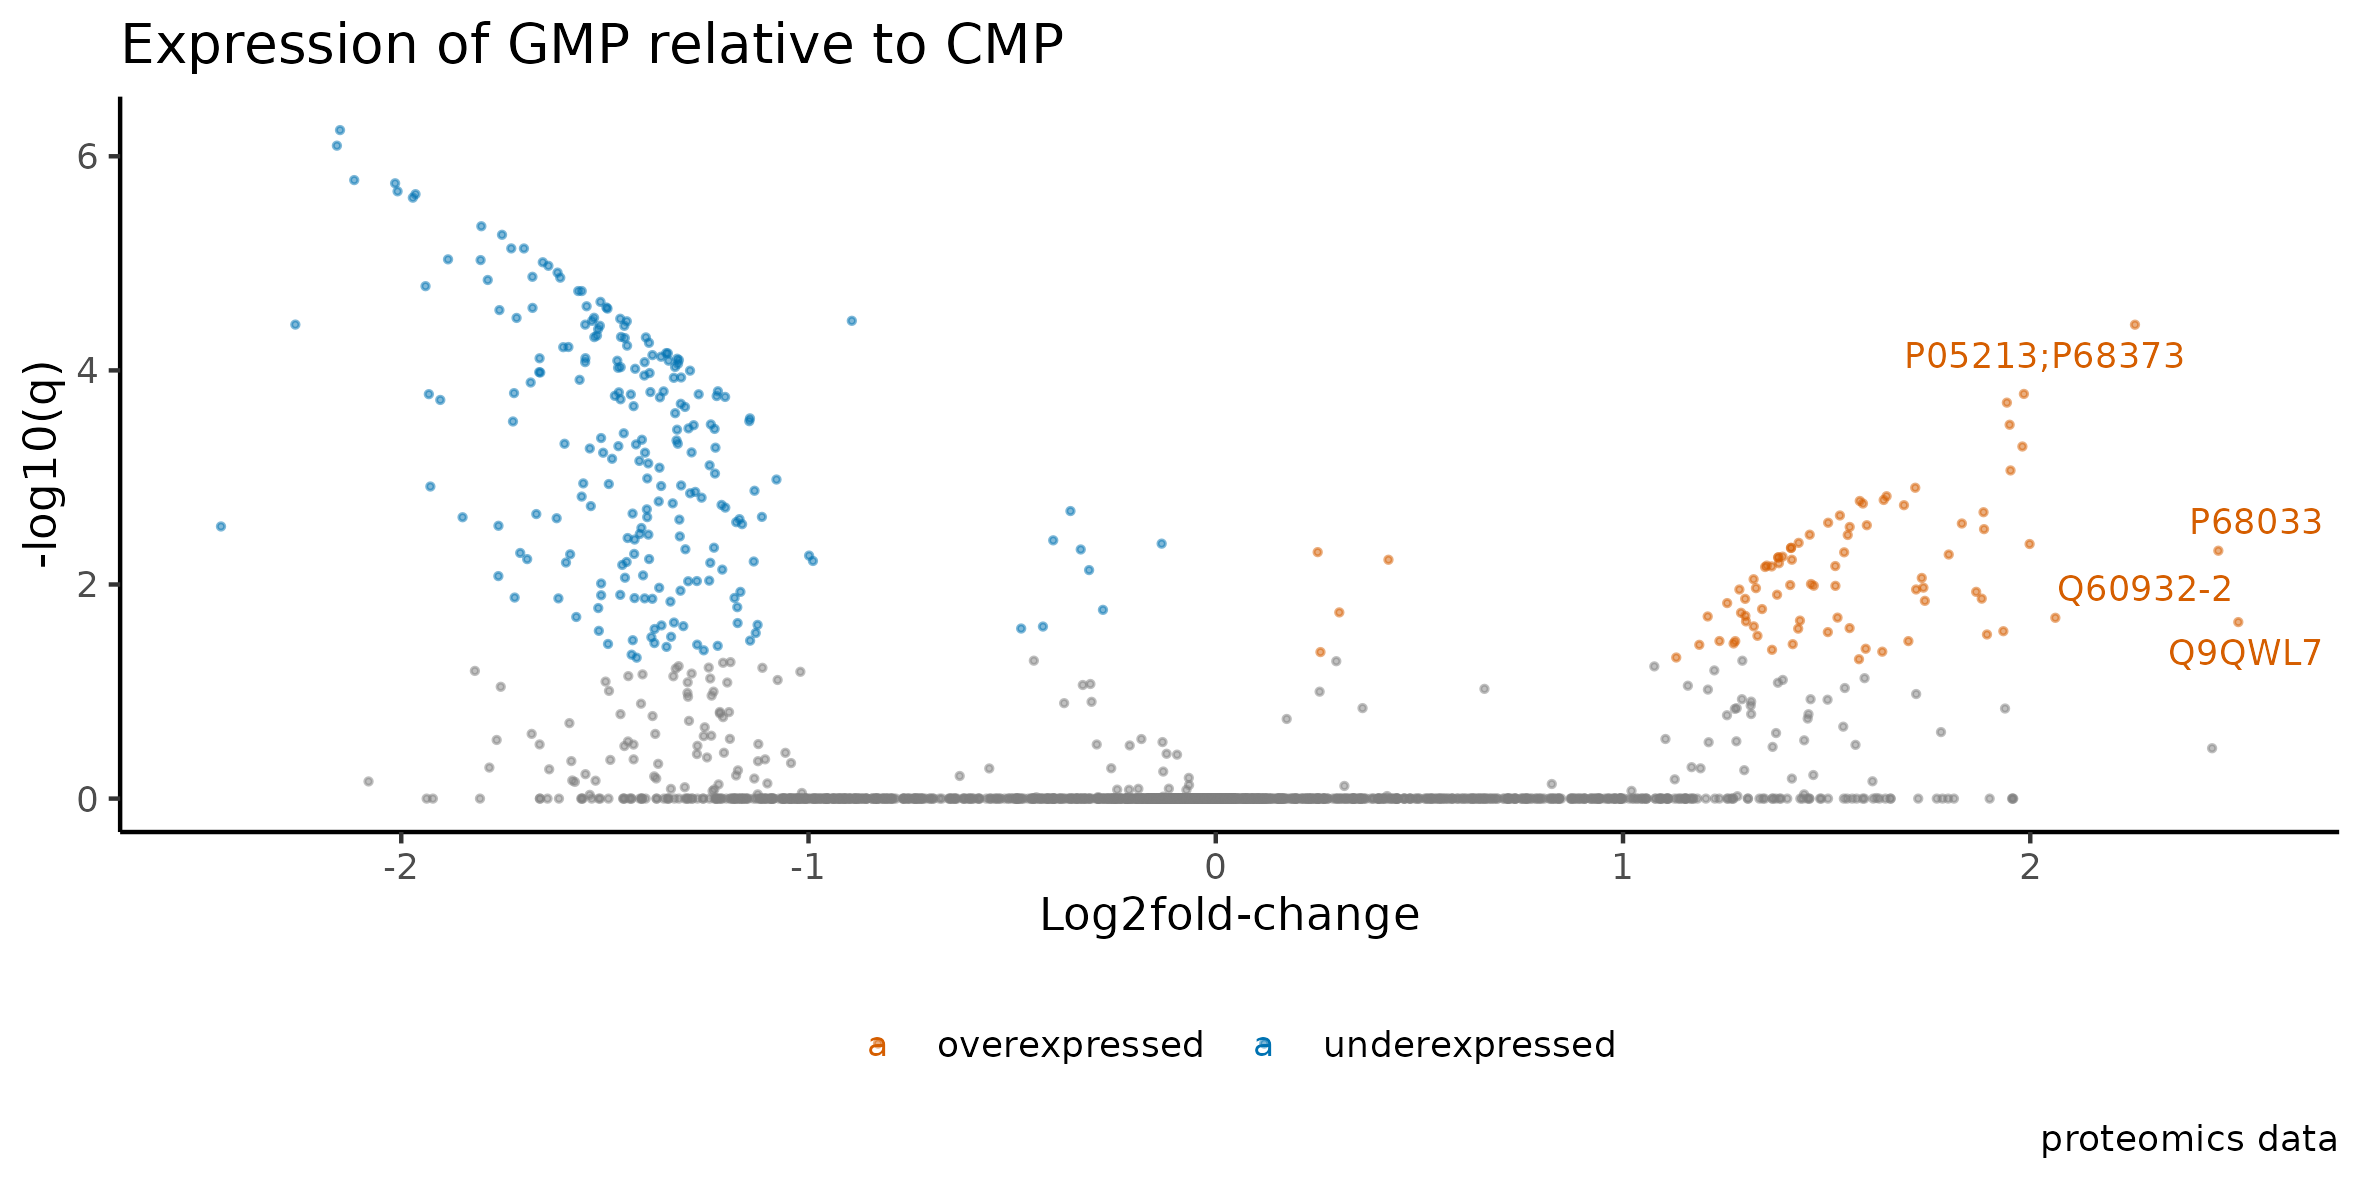 Expression of GMP relative to CMP
6
4
2
0
-log10(q)
P05213;P68373
P68033
Q60932-2
Q9QWL7
-2
-1
0
1
2
Log2fold-change
a overexpressed a underexpressed
proteomics data